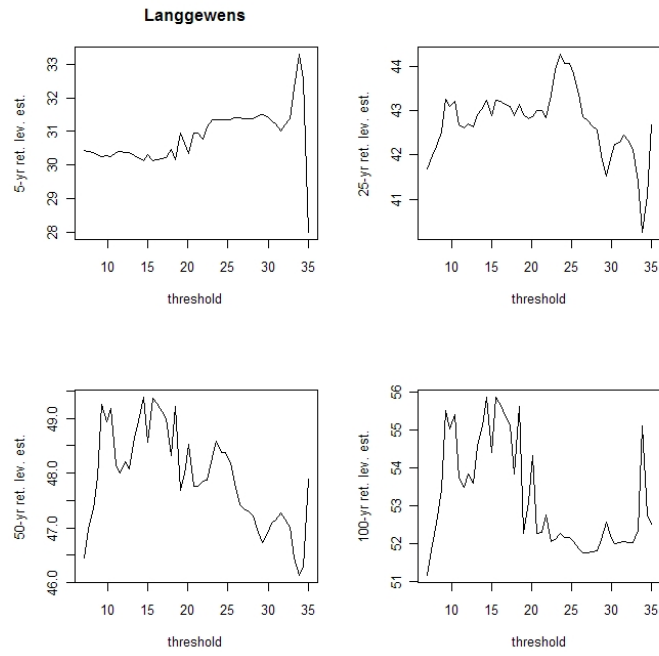 Langgewens
5-yr ret. lev. est.
28 29 30 31 32 33
10 15 20 25 30 35
threshold
25-yr ret. lev. est.
41 42 43 44
10 15 20 25 30 35
threshold
50-yr ret. lev. est.
46.0 47.0 48.0 49.0
10 15 20 25 30 35
threshold
100-yr ret. lev. est.
51 52 53 54 55 56
10 15 20 25 30 35
threshold